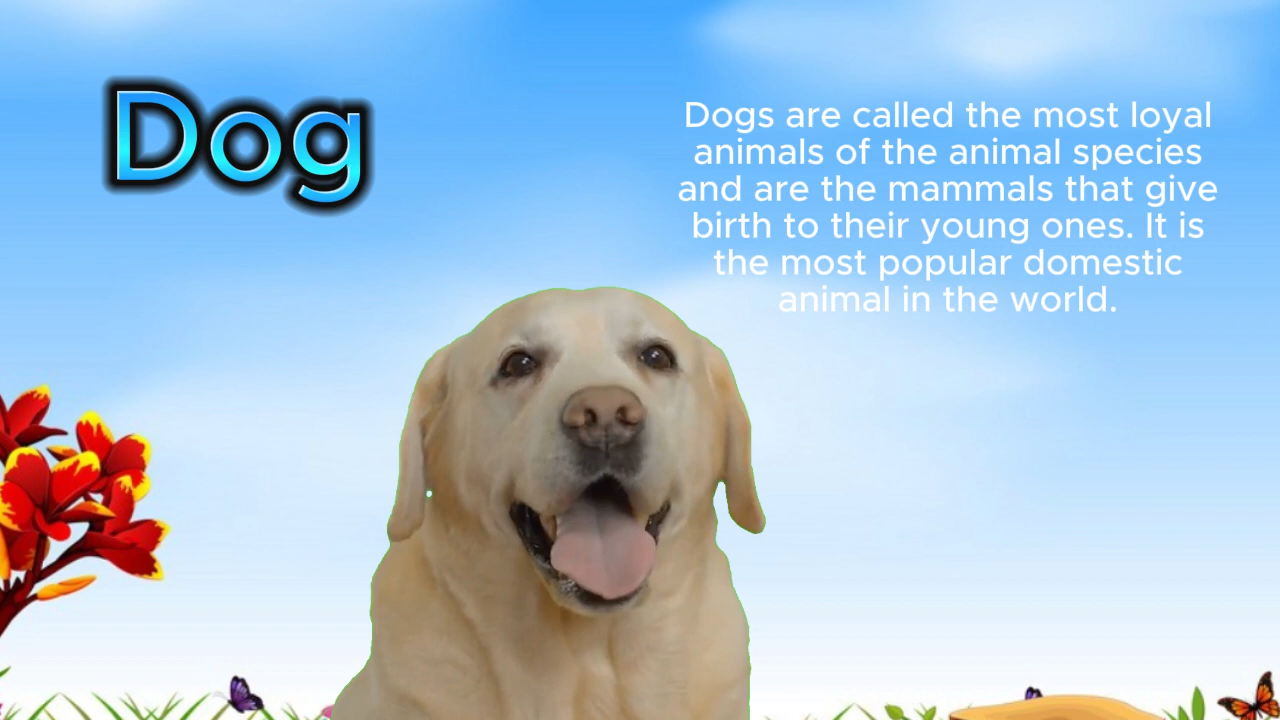 Dog
Dogs are called the most loyal
animals of the animal species
and are the mammals that give
birth to their young ones. It is
the most popular domestic
animal in the world.